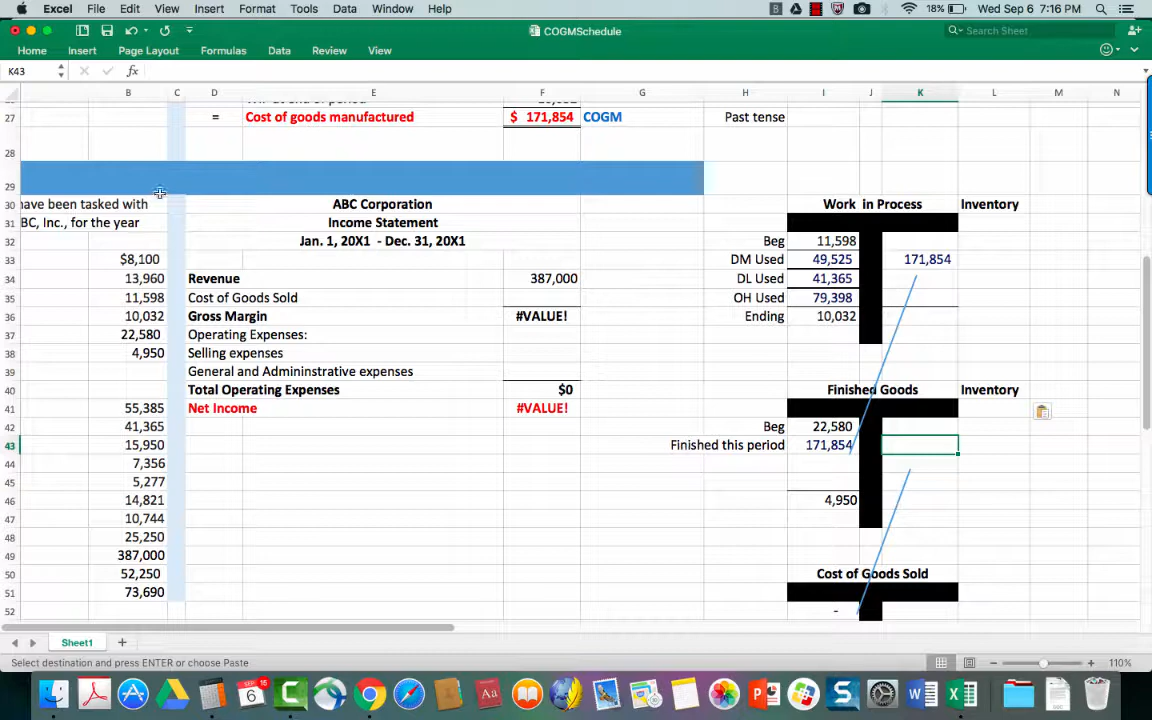 Excel File Edit View Insert Format Tools Data Window Help 18% Wed Sep 6 7:16 PM
COGMSchedule Search Sheet
Home Insert Page Layout Formulas Data Review View
K43 fx
B C D E F G H I J K L M N
27 = Cost of goods manufactured $ 171,854 COGM Past tense
28
29
30 have been tasked with ABC Corporation Work in Process Inventory
31 BC, Inc., for the year Income Statement
32 Jan. 1, 20X1 - Dec. 31, 20X1 Beg 11,598
33 $8,100 DM Used 49,525 171,854
34 13,960 Revenue 387,000 DL Used 41,365
35 11,598 Cost of Goods Sold OH Used 79,398
36 10,032 Gross Margin #VALUE! Ending 10,032
37 22,580 Operating Expenses:
38 4,950 Selling expenses
39 General and Admininstrative expenses
40 Total Operating Expenses $0 Finished Goods Inventory
41 55,385 Net Income #VALUE!
42 41,365 Beg 22,580
43 15,950 Finished this period 171,854
44 7,356
45 5,277
46 14,821 4,950
47 10,744
48 25,250
49 387,000
50 52,250 Cost of Goods Sold
51 73,690
52 -
Sheet1
Select destination and press ENTER or choose Paste 110%